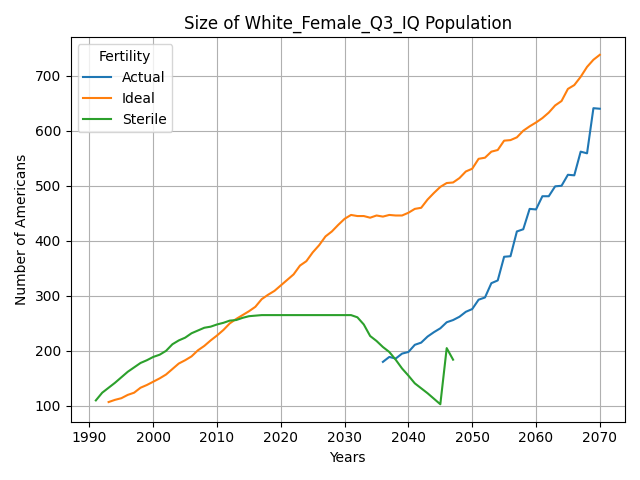 Size of White_Female_Q3_IQ Population
Fertility
Actual
Ideal
Sterile
Number of Americans
700
600
500
400
300
200
100
1990 2000 2010 2020 2030 2040 2050 2060 2070
Years